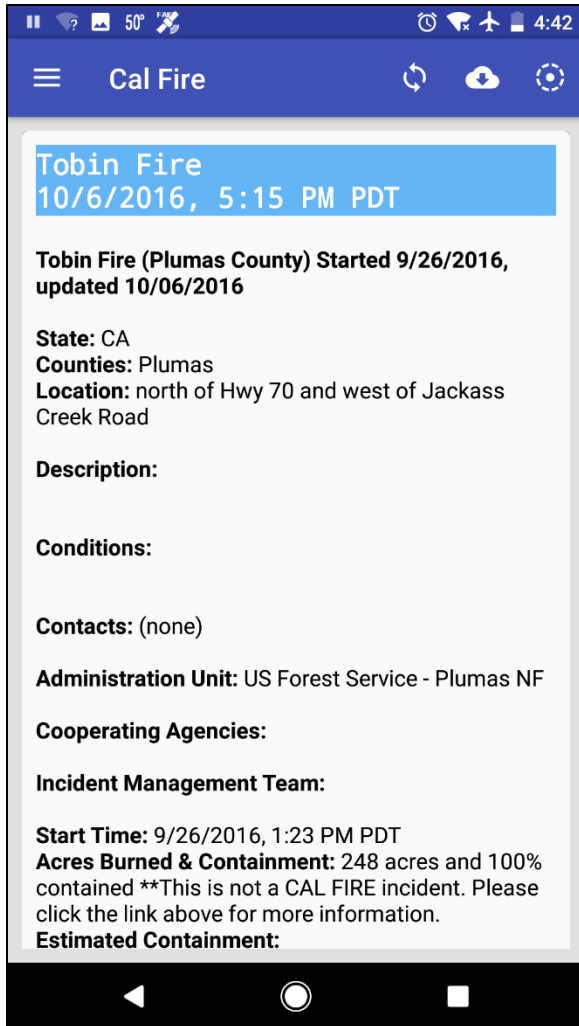 50°
FAKE
4:42
Cal Fire
Tobin Fire
10/6/2016, 5:15 PM PDT
Tobin Fire (Plumas County) Started 9/26/2016,
updated 10/06/2016
State: CA
Counties: Plumas
Location: north of Hwy 70 and west of Jackass
Creek Road
Description:
Conditions:
Contacts: (none)
Administration Unit: US Forest Service - Plumas NF
Cooperating Agencies:
Incident Management Team:
Start Time: 9/26/2016, 1:23 PM PDT
Acres Burned & Containment: 248 acres and 100%
contained **This is not a CAL FIRE incident. Please
click the link above for more information.
Estimated Containment: